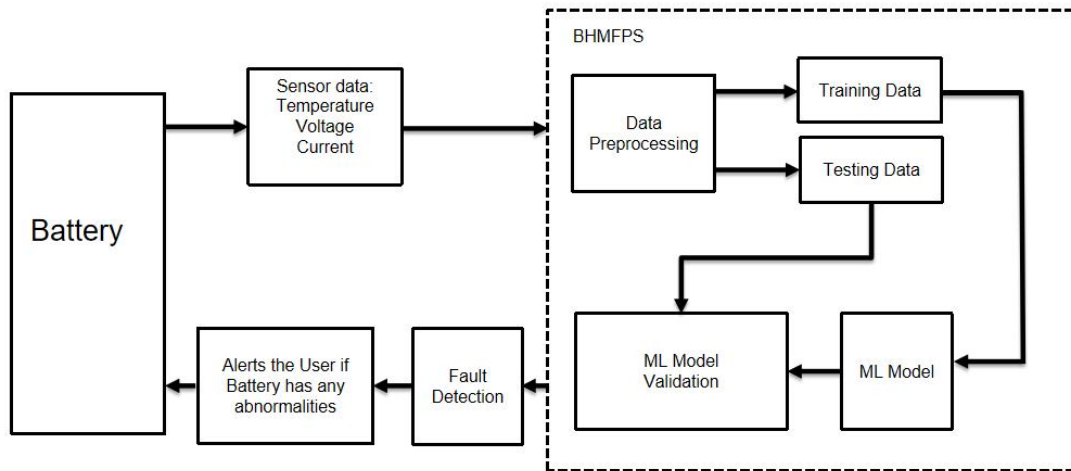 BHMFPS
Sensor data:
Temperature
Voltage
Current
Training Data
Data
Preprocessing
Testing Data
Battery
Alerts the User if
Battery has any
abnormalities
Fault
Detection
ML Model
Validation
ML Model